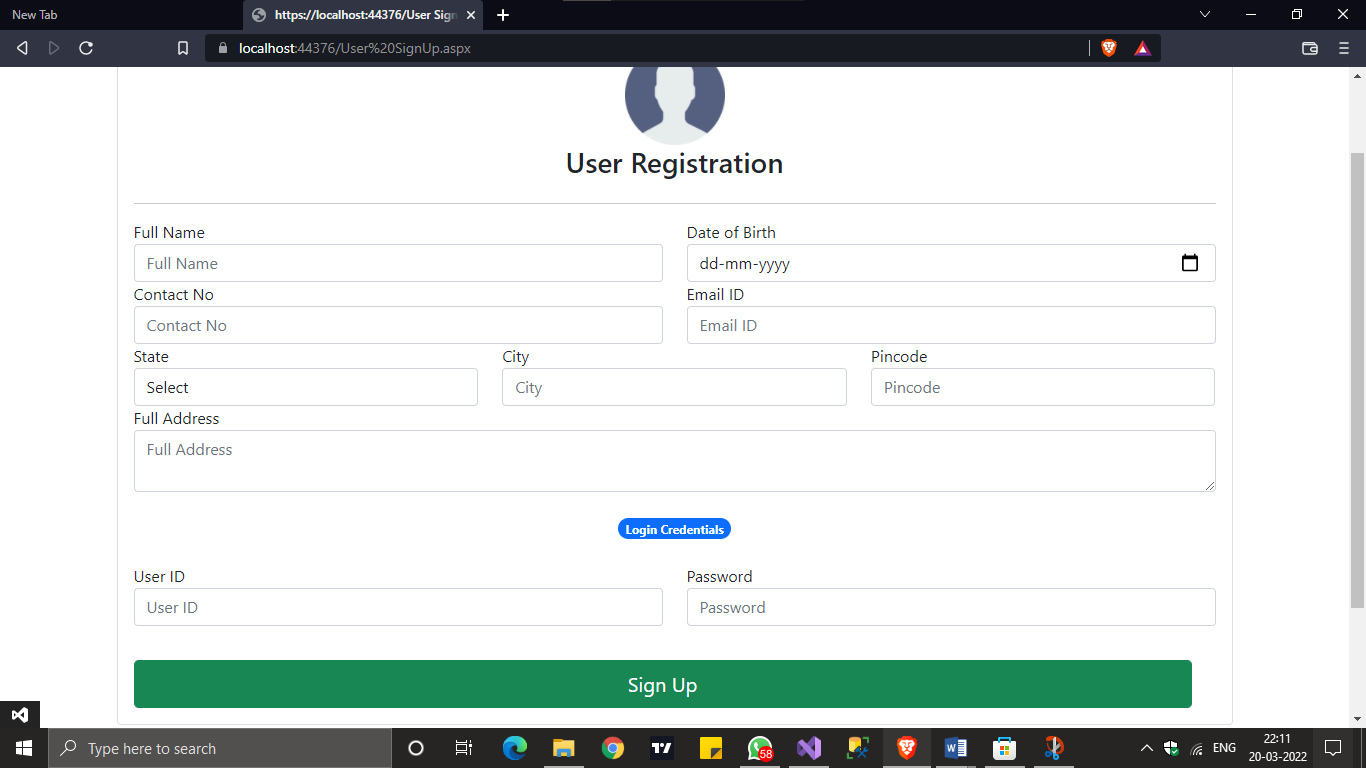 New Tab
https://localhost:44376/User Sign
localhost:44376/User%20SignUp.aspx
User Registration
Full Name
Date of Birth
Full Name
dd-mm-yyyy
Contact No
Email ID
Contact No
Email ID
State
City
Pincode
Select
City
Pincode
Full Address
Full Address
Login Credentials
User ID
Password
User ID
Password
Sign Up
Type here to search
58
ENG
22:11
20-03-2022